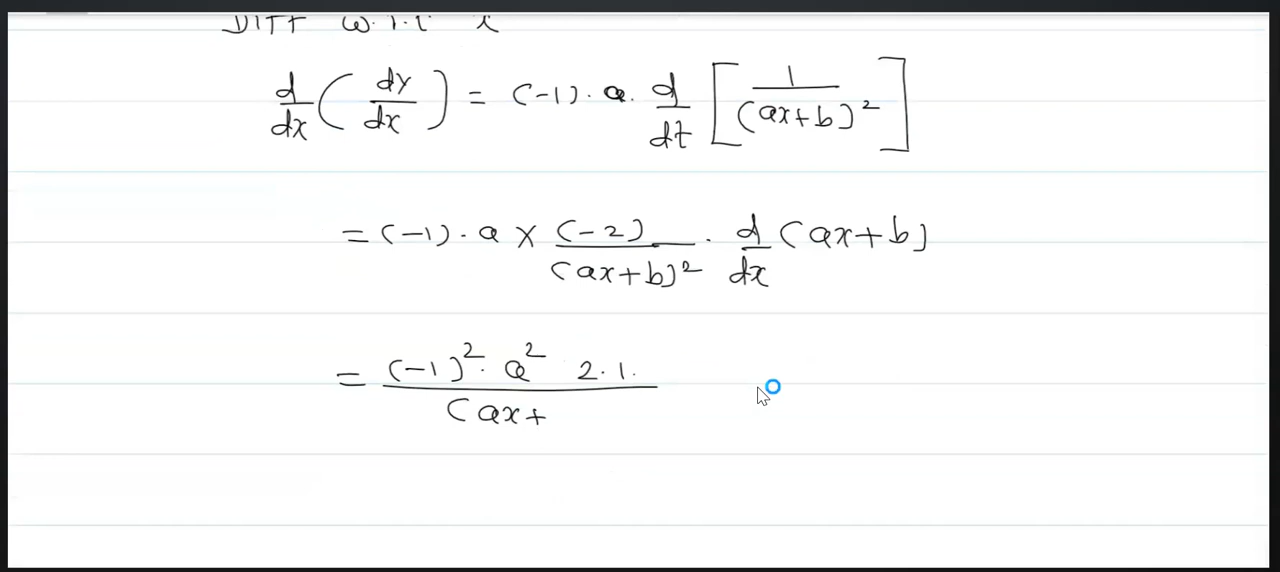 DIFF w.r.t x
d/dx ( dy/dx ) = (-1). a. d/dt [ 1/(ax+b)² ]
= (-1). a × (-2)/(ax+b)² . d/dx (ax+b)
= (-1)². a² 2.1. / (ax+